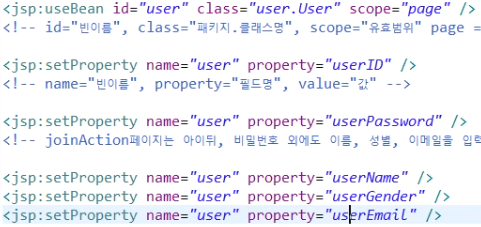 <jsp:useBean id="user" class="user.User" scope="page" />
<!-- id="빈이름", class="패키지.클래스명", scope="유효범위" page =
<jsp:setProperty name="user" property="userID" />
<!-- name="빈이름", property="필드명", value="값" -->
<jsp:setProperty name="user" property="userPassword" />
<!-- joinAction페이지는 아이뒤, 비밀번호 외에도 이름, 성별, 이메일을 입력
<jsp:setProperty name="user" property="userName" />
<jsp:setProperty name="user" property="userGender" />
<jsp:setProperty name="user" property="userEmail" />